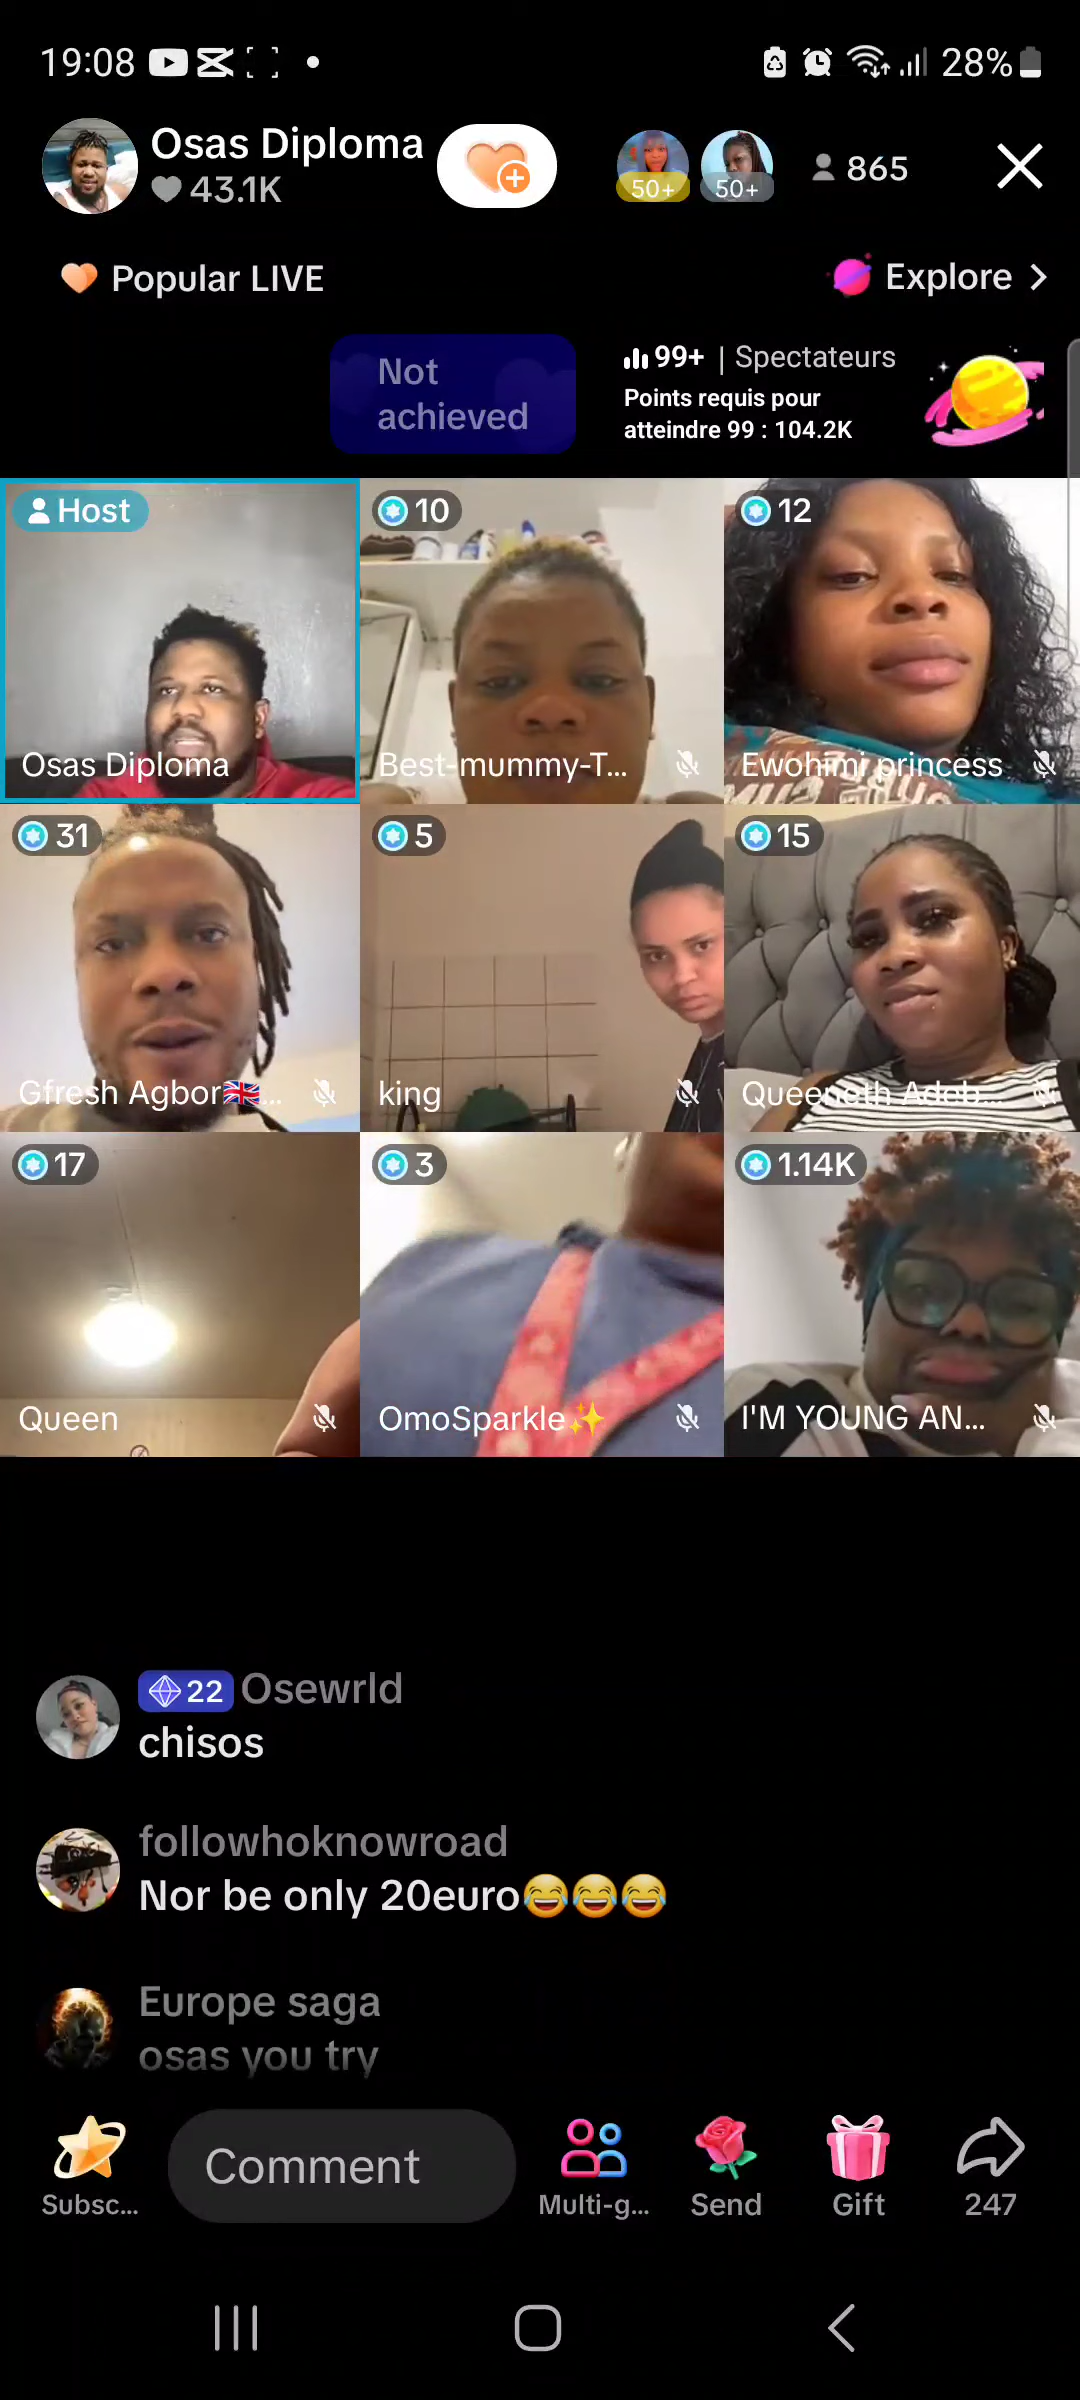 19:08
28%
Osas Diploma
43.1K
50+
50+
865
Popular LIVE
Explore
Not
achieved
99+ | Spectateurs
Points requis pour
atteindre 99 : 104.2K
Host
Osas Diploma
10
Best-mummy-T...
12
Ewohimi princess
31
Gfresh Agbor🇬🇧...
5
king
15
Queeneth Adob...
17
Queen
3
OmoSparkle✨
1.14K
I'M YOUNG AN...
22 Osewrld
chisos
followhoknowroad
Nor be only 20euro😂😂😂
Europe saga
osas you try
Subsc...
Comment
Multi-g...
Send
Gift
247